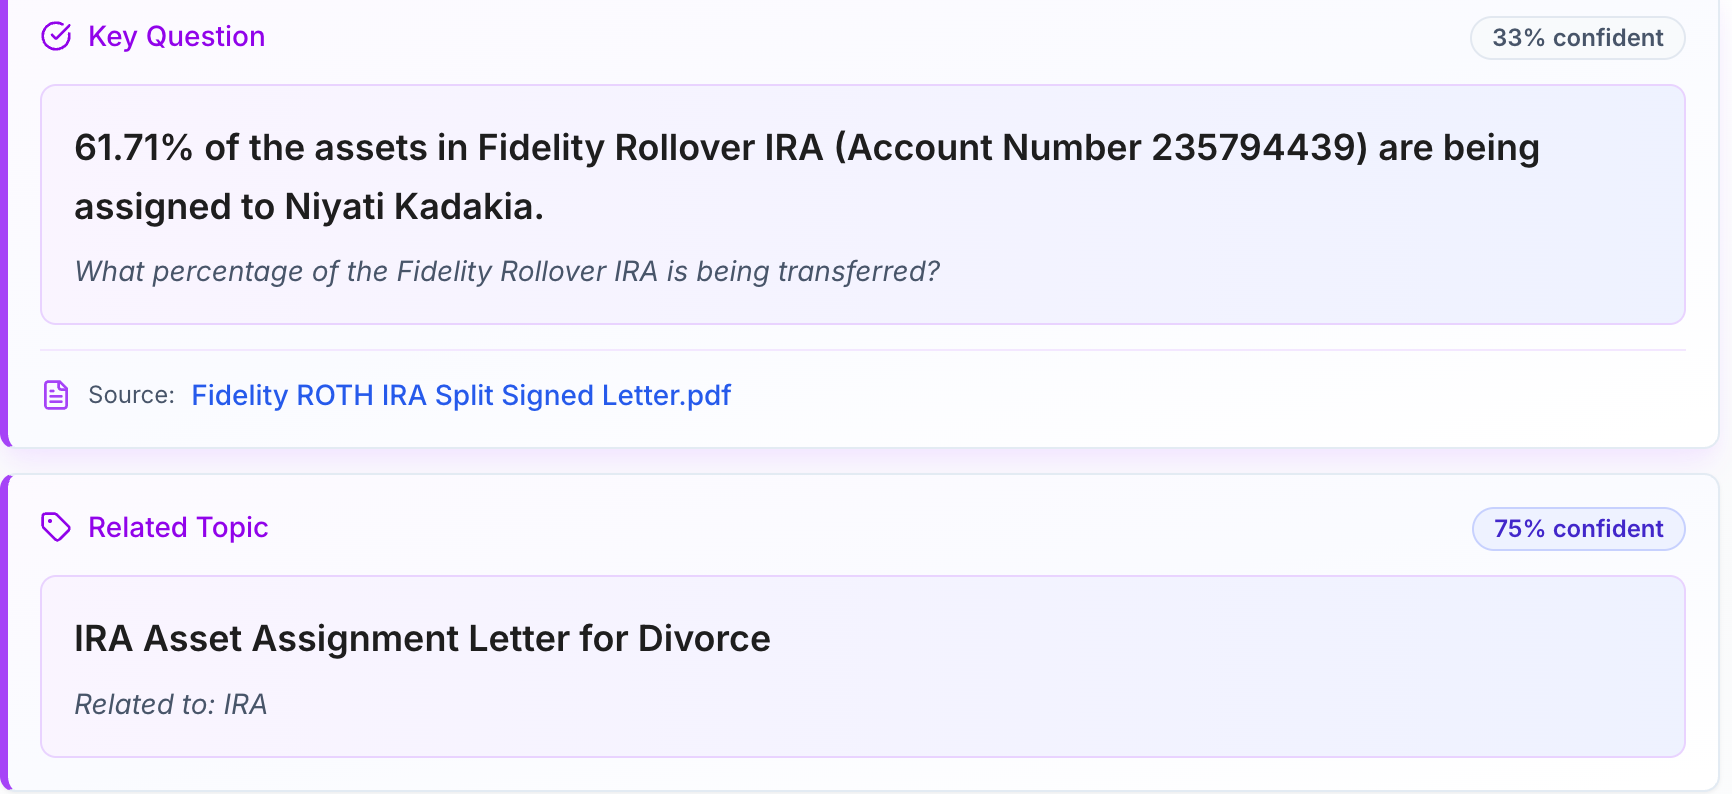 Key Question
33% confident
61.71% of the assets in Fidelity Rollover IRA (Account Number 235794439) are being
assigned to Niyati Kadakia.
What percentage of the Fidelity Rollover IRA is being transferred?
Source: Fidelity ROTH IRA Split Signed Letter.pdf
Related Topic
75% confident
IRA Asset Assignment Letter for Divorce
Related to: IRA